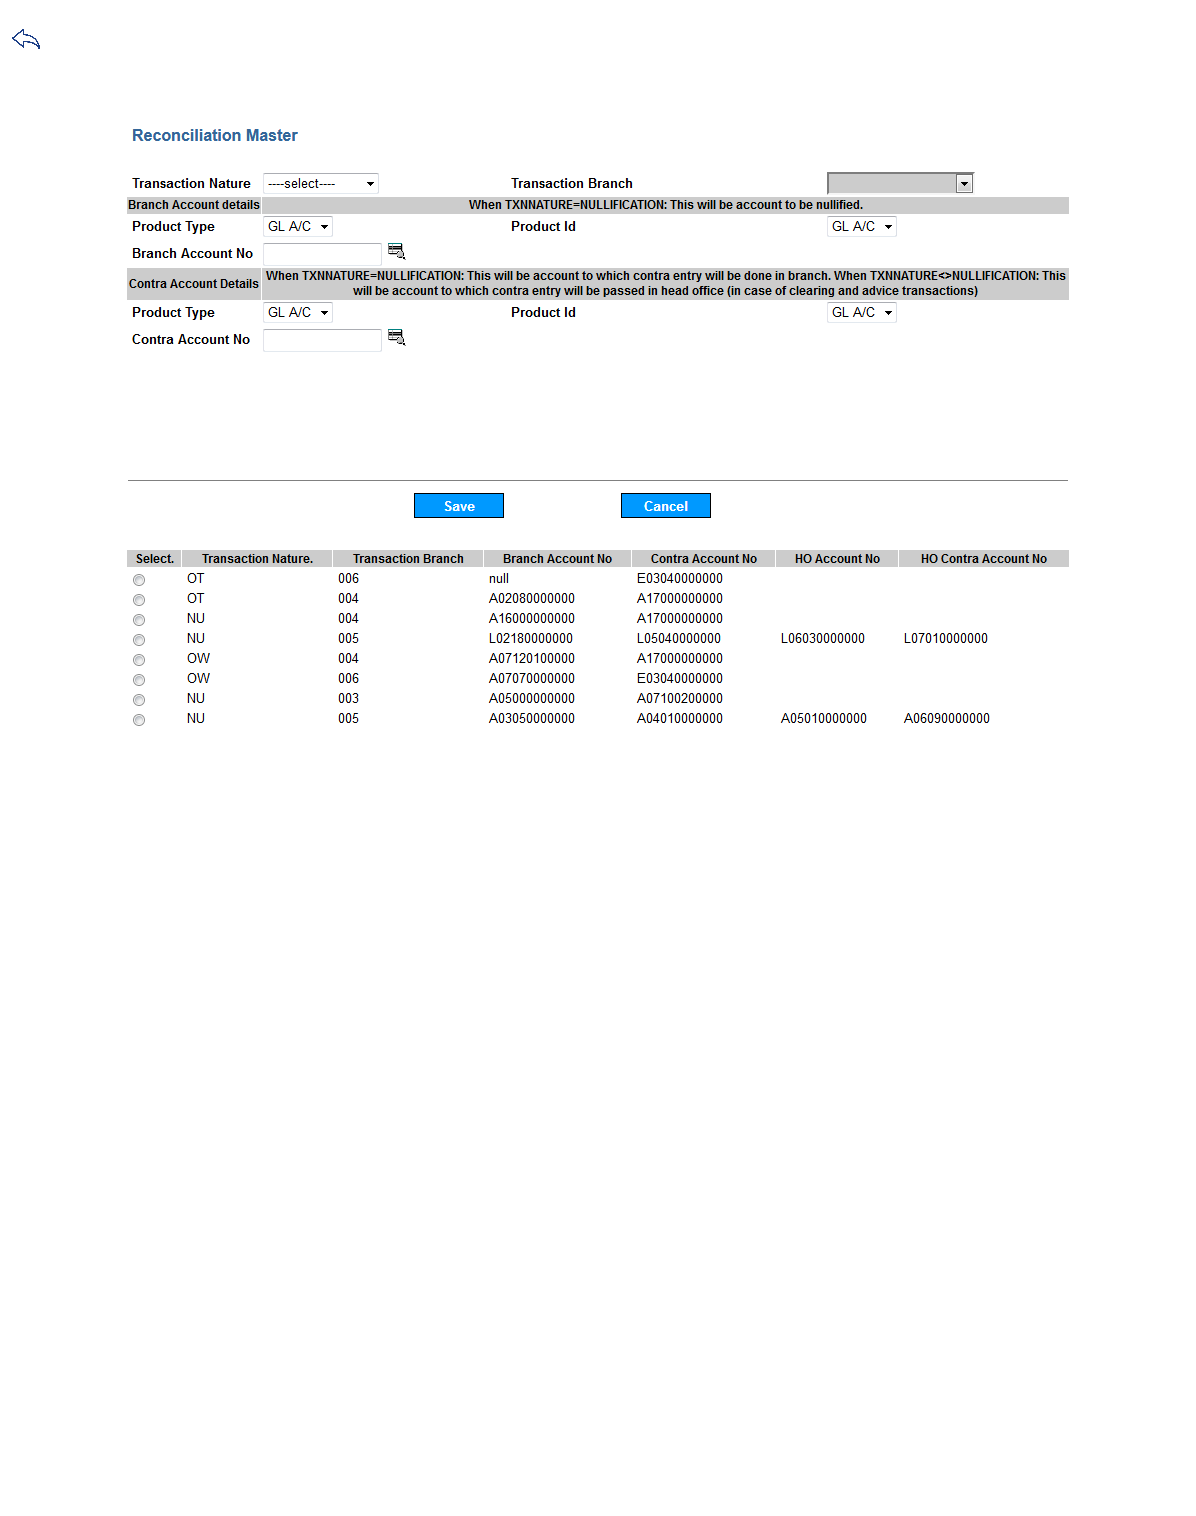 Reconciliation Master
Transaction Nature ----select---- Transaction Branch
Branch Account details When TXNNATURE=NULLIFICATION: This will be account to be nullified.
Product Type GL A/C Product Id GL A/C
Branch Account No
Contra Account Details When TXNNATURE=NULLIFICATION: This will be account to which contra entry will be done in branch. When TXNNATURE<>NULLIFICATION: This
will be account to which contra entry will be passed in head office (in case of clearing and advice transactions)
Product Type GL A/C Product Id GL A/C
Contra Account No
Save Cancel
Select. Transaction Nature. Transaction Branch Branch Account No Contra Account No HO Account No HO Contra Account No
OT 006 null E03040000000
OT 004 A02080000000 A17000000000
NU 004 A16000000000 A17000000000
NU 005 L02180000000 L05040000000 L06030000000 L07010000000
OW 004 A07120100000 A17000000000
OW 006 A07070000000 E03040000000
NU 003 A05000000000 A07100200000
NU 005 A03050000000 A04010000000 A05010000000 A06090000000